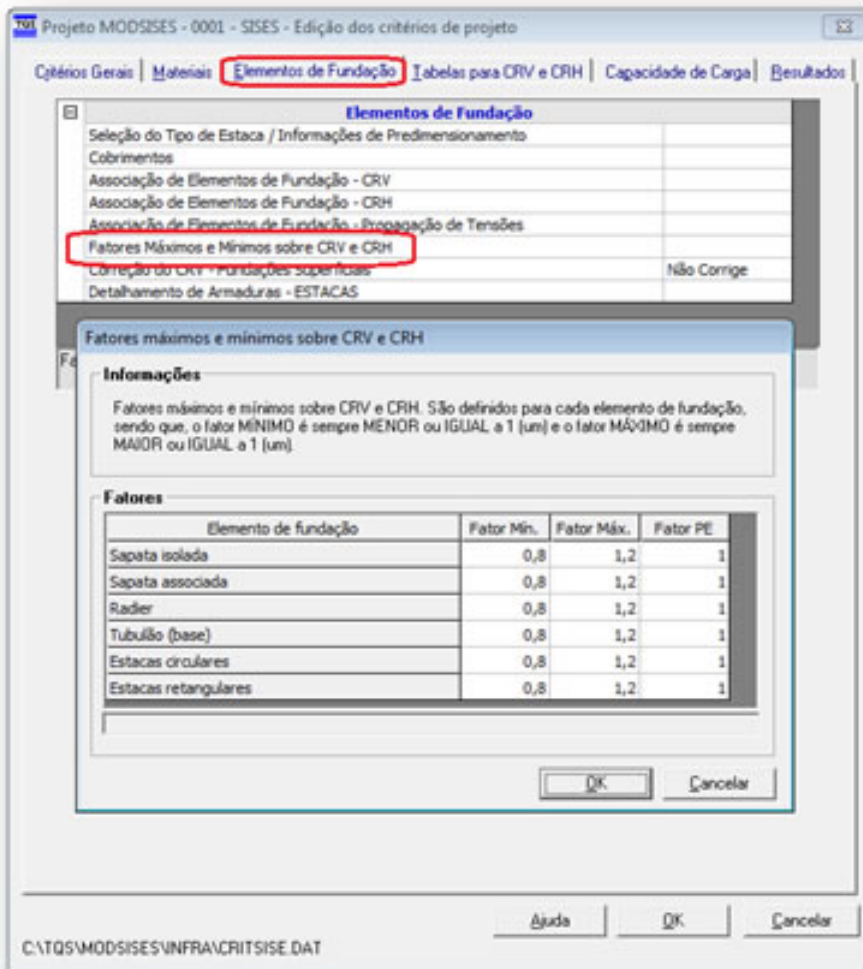 TQS Projeto MODSISES - 0001 - SISES - Edição dos critérios de projeto
Critérios Gerais | Materiais | Elementos de Fundação | Tabelas para CRV e CRH | Capacidade de Carga | Resultados
Elementos de Fundação
Seleção do Tipo de Estaca / Informações de Predimensionamento
Cobrimentos
Associação de Elementos de Fundação - CRV
Associação de Elementos de Fundação - CRH
Associação de Elementos de Fundação - Propagação de Tensões
Fatores Máximos e Mínimos sobre CRV e CRH
Correção do CRV - Fundações Superficiais Não Corrige
Detalhamento de Armaduras - ESTACAS
Fatores máximos e mínimos sobre CRV e CRH
Informações
Fatores máximos e mínimos sobre CRV e CRH. São definidos para cada elemento de fundação,
sendo que, o fator MÍNIMO é sempre MENOR ou IGUAL a 1 (um) e o fator MÁXIMO é sempre
MAIOR ou IGUAL a 1 (um).
Fatores
Elemento de fundação Fator Mín. Fator Máx. Fator PE
Sapata isolada 0,8 1,2 1
Sapata associada 0,8 1,2 1
Radier 0,8 1,2 1
Tubulão (base) 0,8 1,2 1
Estacas circulares 0,8 1,2 1
Estacas retangulares 0,8 1,2 1
OK Cancelar
Ajuda OK Cancelar
C:\TQS\MODSISES\INFRA\CRITSISE.DAT